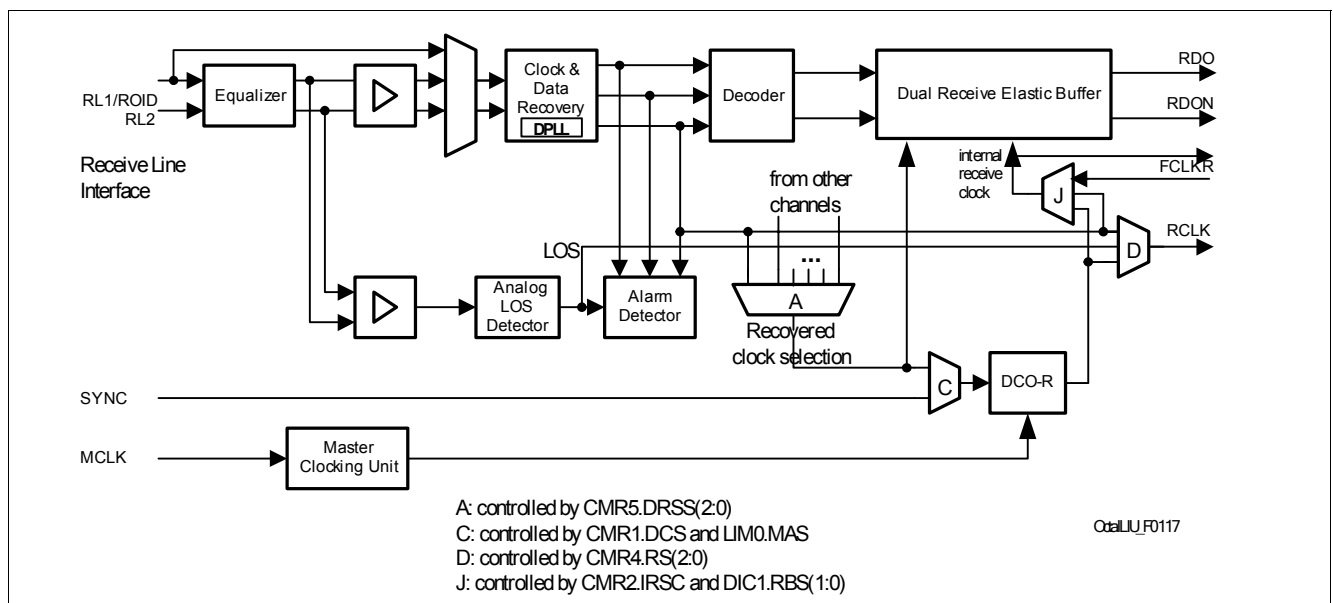 RDO
Equalizer
Clock &
Data
Recovery
DPLL
Decoder
Dual Receive Elastic Buffer
RL1/ROID
RL2
RDON
Receive Line
Interface
internal
receive
clock
FCLKR
from other
channels
J
...
RCLK
D
LOS
Analog
LOS
Detector
Alarm
Detector
A
Recovered
clock selection
C
DCO-R
SYNC
MCLK
Master
Clocking Unit
A: controlled by CMR5.DRSS(2:0)
C: controlled by CMR1.DCS and LIM0.MAS
D: controlled by CMR4.RS(2:0)
J: controlled by CMR2.IRSC and DIC1.RBS(1:0)
OctalLIU_F0117